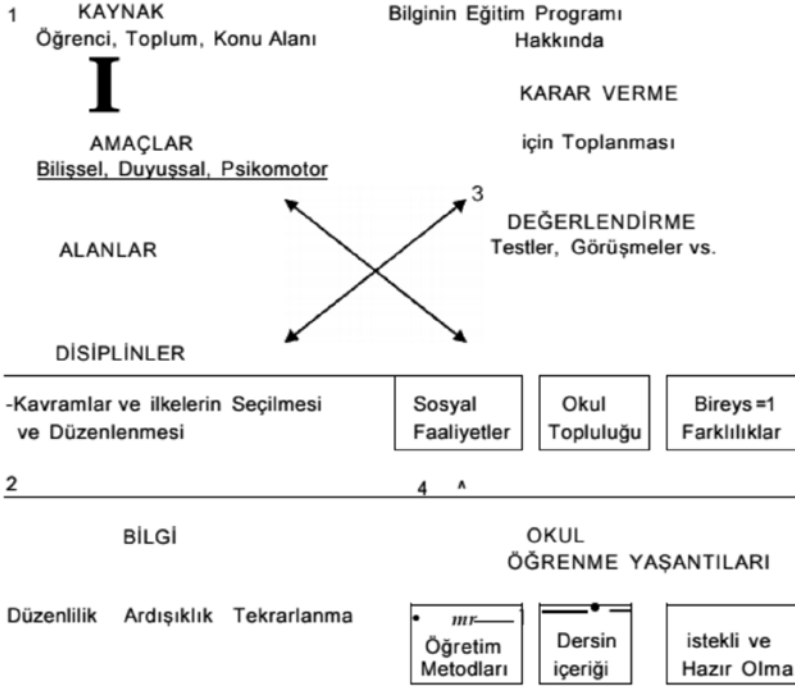 1 KAYNAK
Öğrenci, Toplum, Konu Alanı
I
AMAÇLAR
Bilişsel, Duyuşsal, Psikomotor
ALANLAR
DİSİPLİNLER
-Kavramlar ve ilkelerin Seçilmesi
ve Düzenlenmesi
2
BİLGİ
Düzenlilik Ardışıklık Tekrarlanma
Bilginin Eğitim Programı
Hakkında
KARAR VERME
için Toplanması
3
DEĞERLENDİRME
Testler, Görüşmeler vs.
Sosyal
Faaliyetler
Okul
Topluluğu
Bireys=1
Farklılıklar
4 ^
OKUL
ÖĞRENME YAŞANTILARI
mr
Öğretim
Metodları
Dersin
içeriği
istekli ve
Hazır Olma